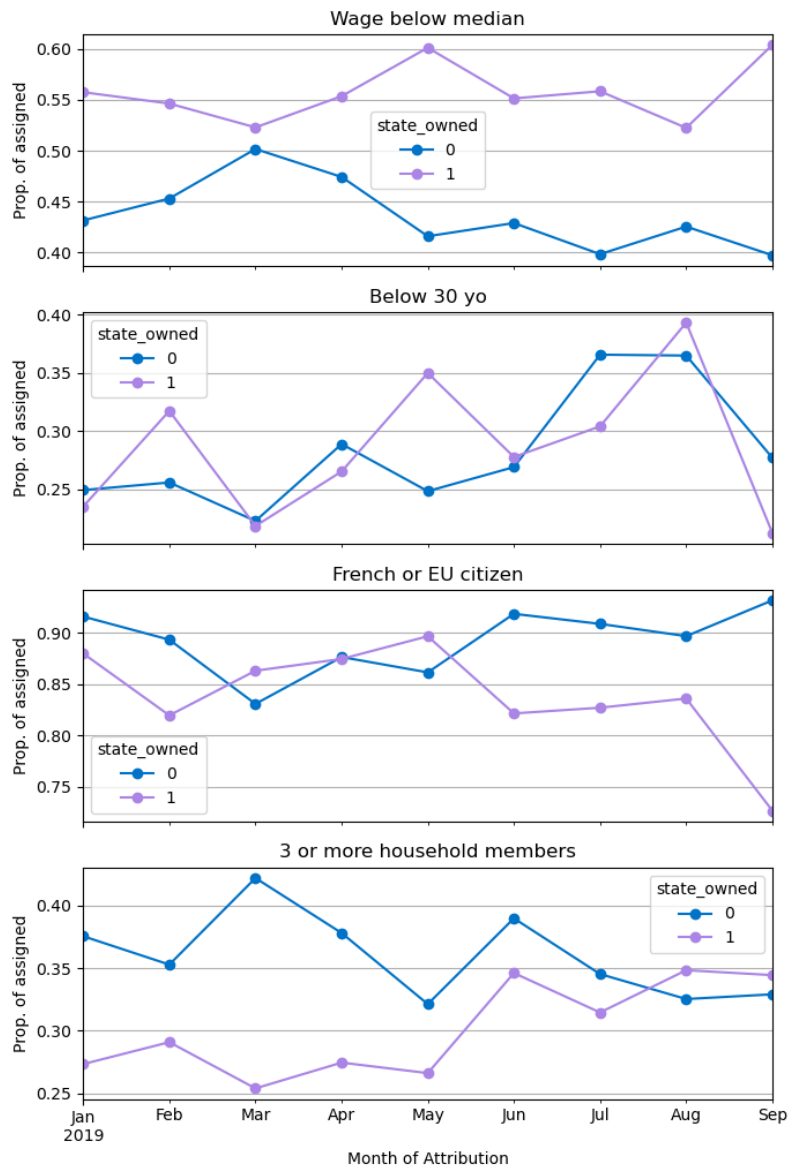 Wage below median
Prop. of assigned
0.60
0.55
0.50
0.45
0.40
state_owned
0
1
Below 30 yo
Prop. of assigned
0.40
0.35
0.30
0.25
state_owned
0
1
French or EU citizen
Prop. of assigned
0.90
0.85
0.80
0.75
state_owned
0
1
3 or more household members
Prop. of assigned
0.40
0.35
0.30
0.25
state_owned
0
1
Jan Feb Mar Apr May Jun Jul Aug Sep
2019
Month of Attribution